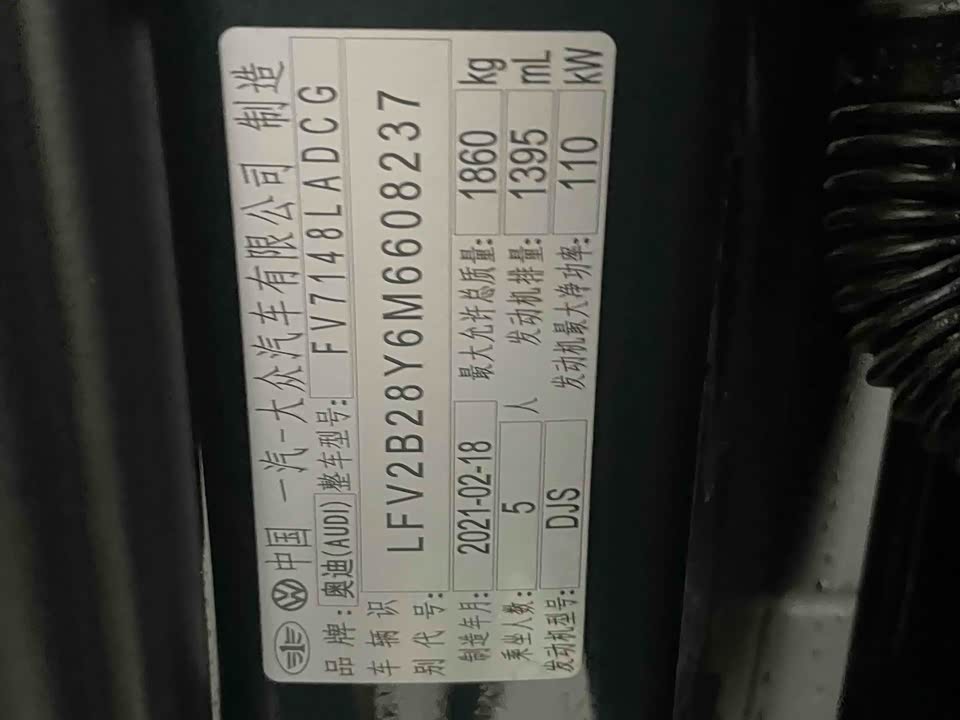 中国 一汽-大众汽车有限公司 制造
品牌: 奥迪(AUDI) 整车型号: FV7148LADCG
车辆识别代号: LFV2B28Y6M6608237
制造年月: 2021-02-18 最大允许总质量: 1860 kg
乘坐人数: 5 人 发动机排量: 1395 mL
发动机型号: DJS 发动机最大净功率: 110 kW